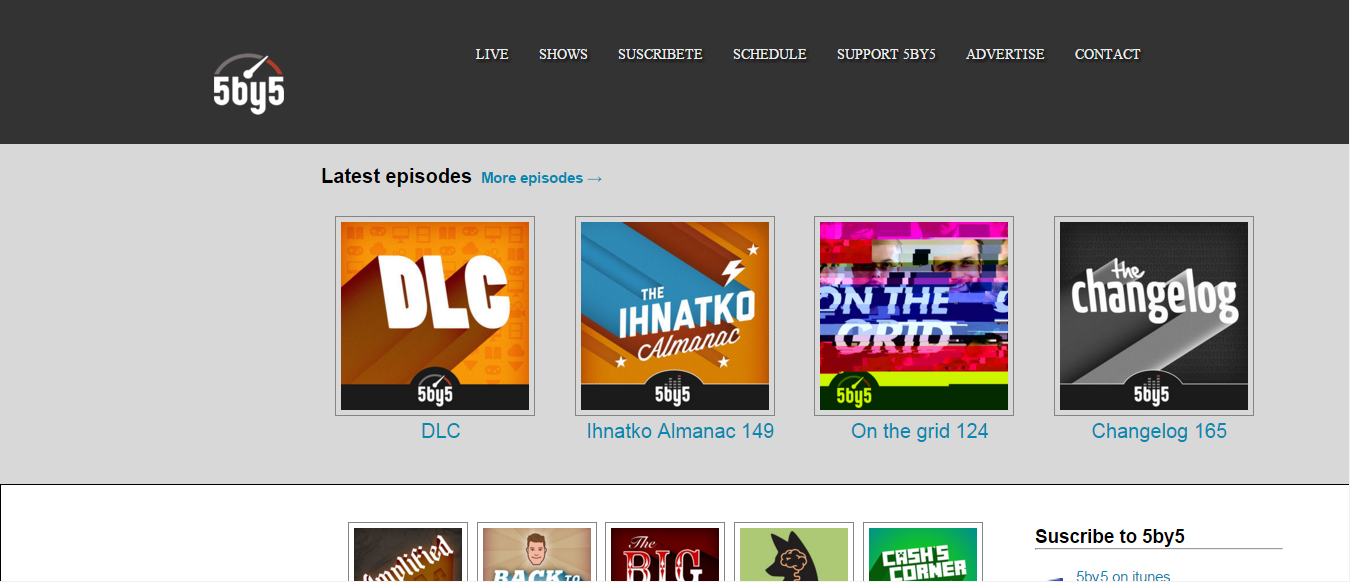 5by5
LIVE SHOWS SUSCRIBETE SCHEDULE SUPPORT 5BY5 ADVERTISE CONTACT
Latest episodes More episodes →
DLC
5by5
THE
IHNATKO
Almanac
5by5
ON THE
GRID
5by5
the
changelog
5by5
DLC
Ihnatko Almanac 149
On the grid 124
Changelog 165
Amplified
BACK TO
The
BIG
CASH'S
CORNER
Suscribe to 5by5
5by5 on itunes